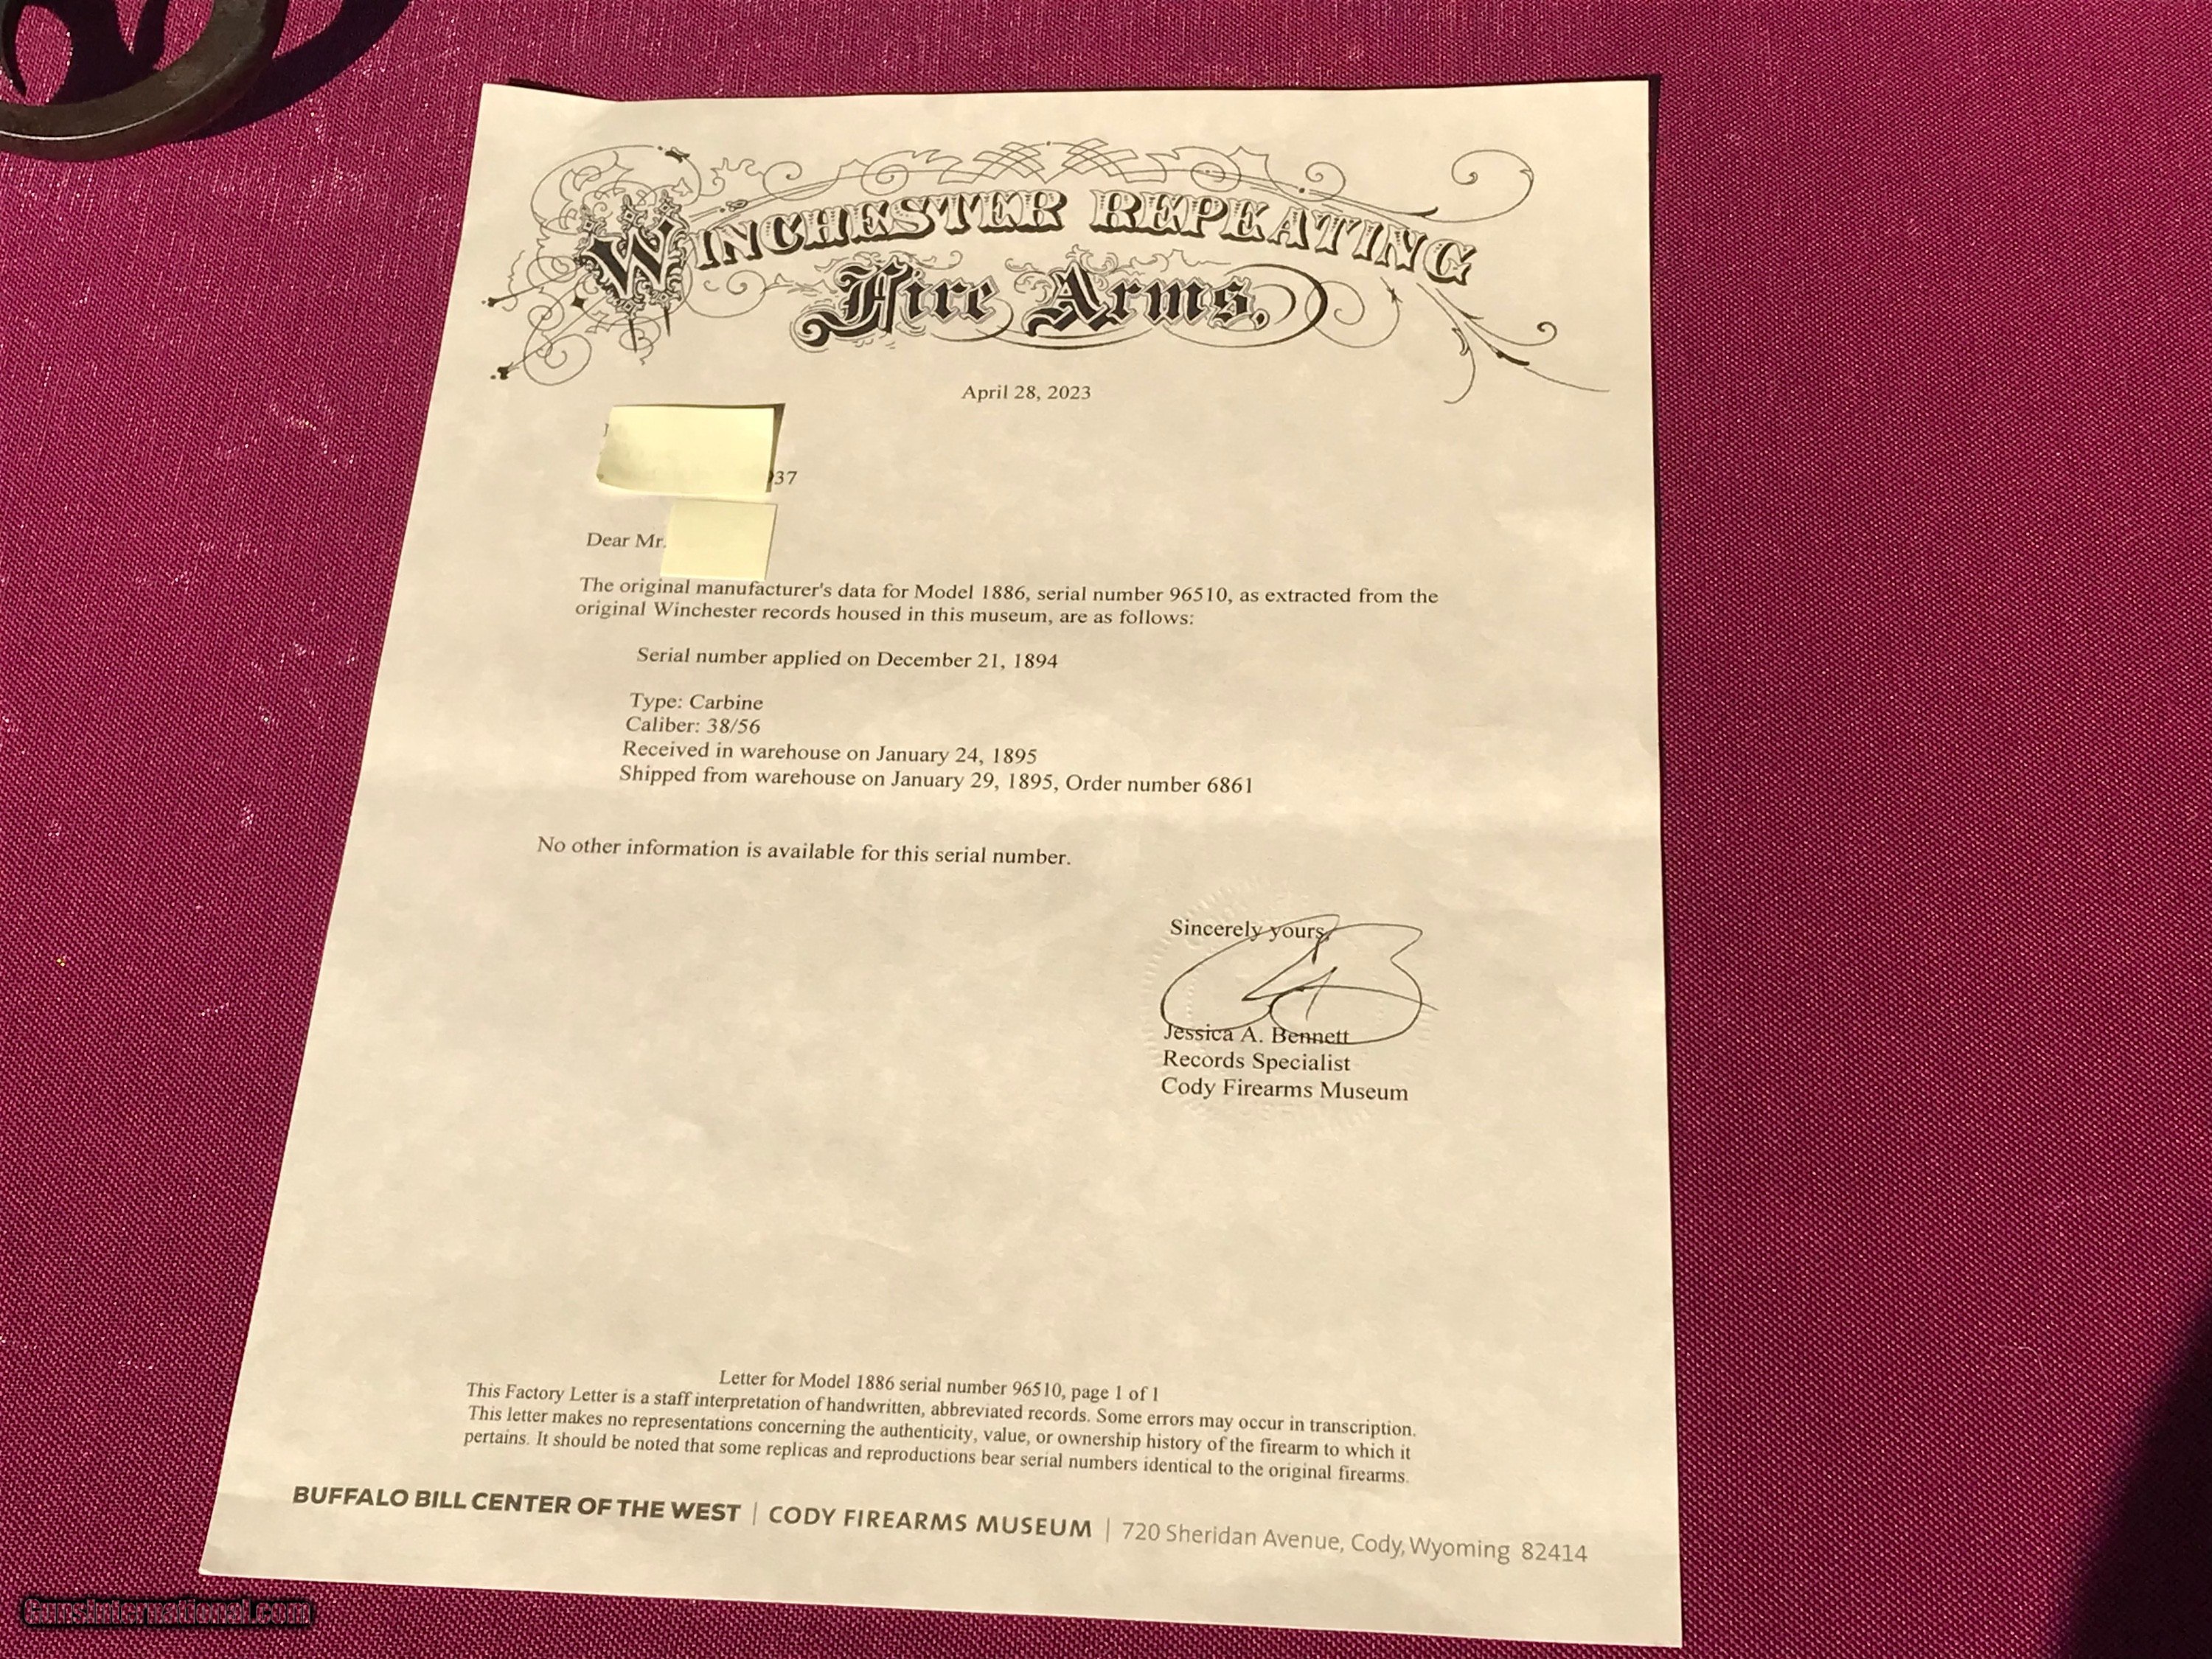 WINCHESTER REPEATING
Fire Arms,
April 28, 2023
J
37
Dear Mr.
The original manufacturer's data for Model 1886, serial number 96510, as extracted from the
original Winchester records housed in this museum, are as follows:
Serial number applied on December 21, 1894
Type: Carbine
Caliber: 38/56
Received in warehouse on January 24, 1895
Shipped from warehouse on January 29, 1895, Order number 6861
No other information is available for this serial number.
Sincerely yours,
Jessica A. Bennett
Records Specialist
Cody Firearms Museum
Letter for Model 1886 serial number 96510, page 1 of 1
This Factory Letter is a staff interpretation of handwritten, abbreviated records. Some errors may occur in transcription.
This letter makes no representations concerning the authenticity, value, or ownership history of the firearm to which it
pertains. It should be noted that some replicas and reproductions bear serial numbers identical to the original firearms.
BUFFALO BILL CENTER OF THE WEST | CODY FIREARMS MUSEUM | 720 Sheridan Avenue, Cody, Wyoming 82414
GunsInternational.com